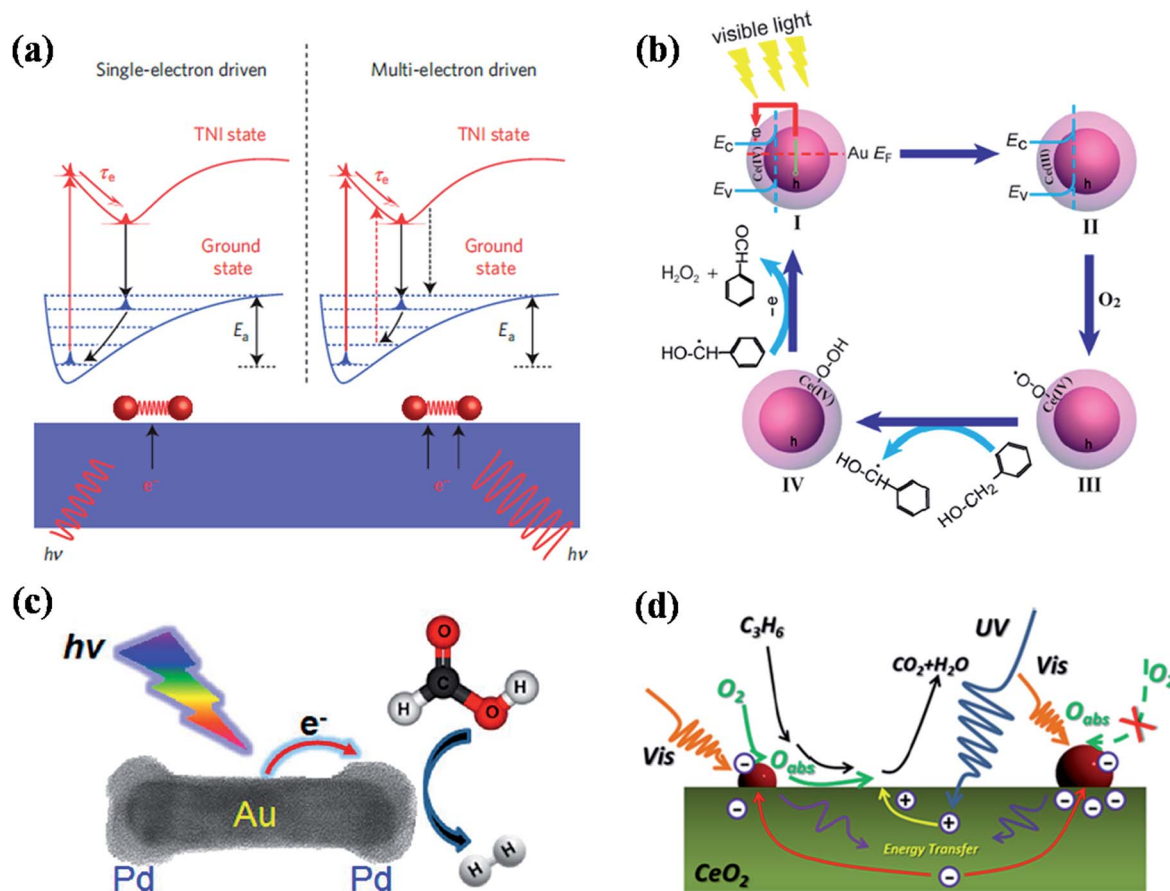 (a)
Single-electron driven
Multi-electron driven
TNI state
TNI state
τe
τe
Ground
state
Ground
state
Ea
Ea
e-
e-
hν
hν
(b)
visible light
e
EC
EV
Ce(IV)
h
Au EF
I
EC
EV
Ce(III)
h
II
O2
H2O2 +
OCH
- e
HO-ĊH
·O-OH
Ce(IV)
h
IV
HO-ĊH
HO-CH2
·O-O
Ce(IV)
h
III
(c)
hν
e-
O
C
H
O
H
Au
Pd
Pd
H
H
(d)
C3H6
UV
CO2+H2O
Vis
O2
O2
Oabs
Vis
Oabs
X
Energy Transfer
CeO2